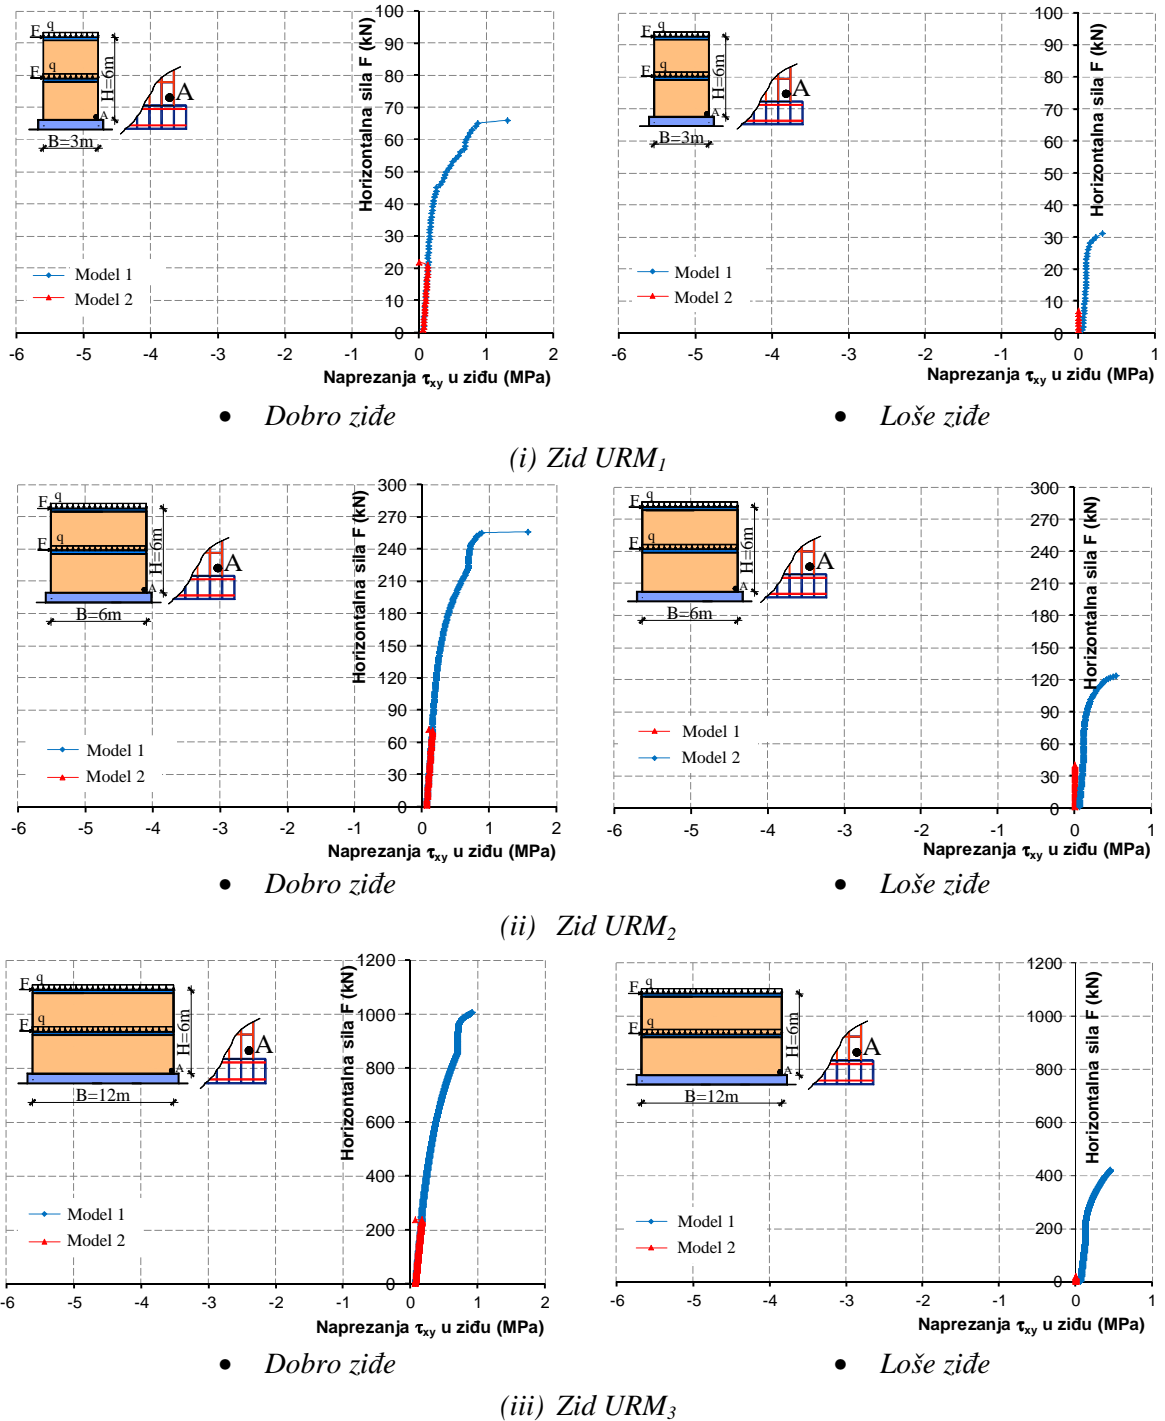 Horizontalna sila F (kN)
100
90
80
70
60
50
40
30
20
10
0
-6 -5 -4 -3 -2 -1 0 1 2
Naprezanja τxy u ziđu (MPa)
F q
F q
H=6m
A
B=3m
A
Model 1
Model 2
• Dobro ziđe
Horizontalna sila F (kN)
100
90
80
70
60
50
40
30
20
10
0
-6 -5 -4 -3 -2 -1 0 1
Naprezanja τxy u ziđu (MPa)
F q
F q
H=6m
A
B=3m
A
Model 1
Model 2
• Loše ziđe
(i) Zid URM1
Horizontalna sila F (kN)
300
270
240
210
180
150
120
90
60
30
0
-6 -5 -4 -3 -2 -1 0 1 2
Naprezanja τxy u ziđu (MPa)
F q
F q
H=6m
A
B=6m
A
Model 1
Model 2
• Dobro ziđe
Horizontalna sila F (kN)
300
270
240
210
180
150
120
90
60
30
0
-6 -5 -4 -3 -2 -1 0 1
Naprezanja τxy u ziđu (MPa)
F q
F q
H=6m
A
B=6m
A
Model 1
Model 2
• Loše ziđe
(ii) Zid URM2
Horizontalna sila F (kN)
1200
1000
800
600
400
200
0
-6 -5 -4 -3 -2 -1 0 1 2
Naprezanja τxy u ziđu (MPa)
F q
F q
H=6m
A
B=12m
A
Model 1
Model 2
• Dobro ziđe
Horizontalna sila F (kN)
1200
1000
800
600
400
200
0
-6 -5 -4 -3 -2 -1 0 1
Naprezanja τxy u ziđu (MPa)
F q
F q
H=6m
A
B=12m
A
Model 1
Model 2
• Loše ziđe
(iii) Zid URM3